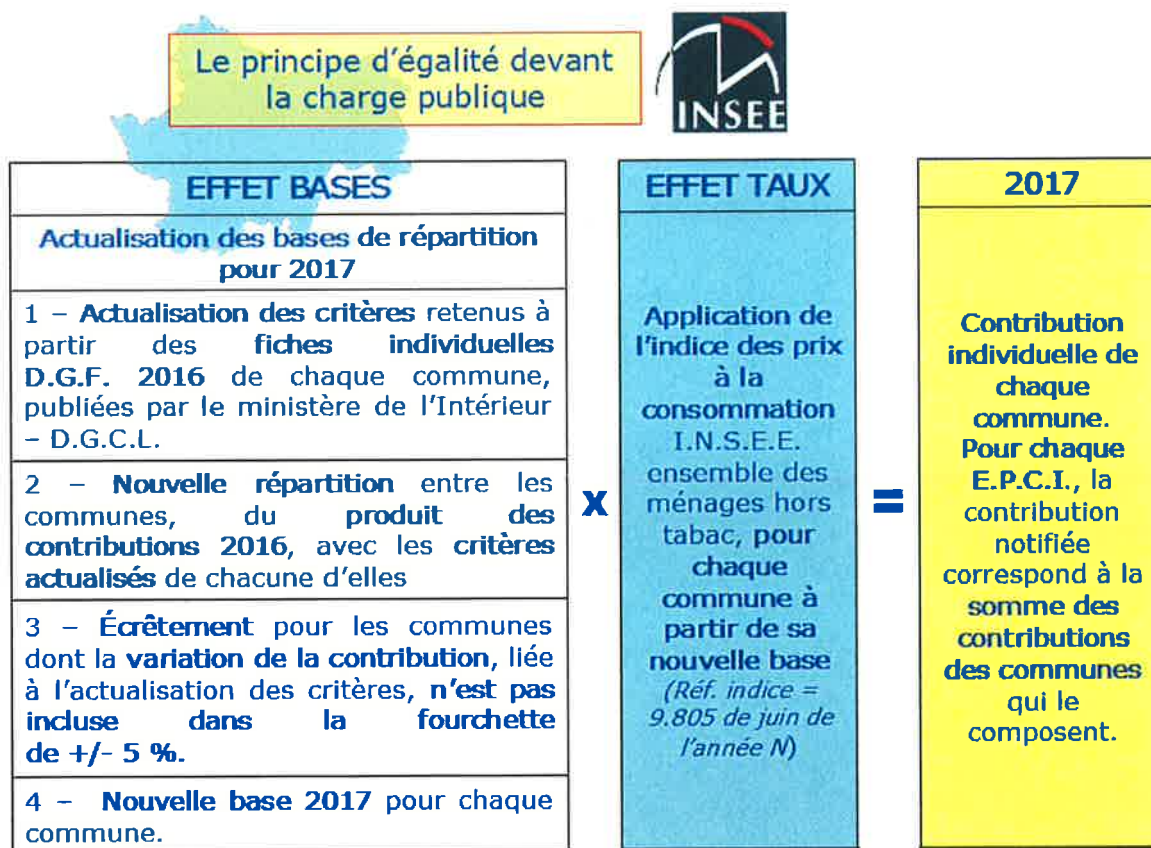 Le principe d'égalité devant
la charge publique
INSEE
EFFET BASES
Actualisation des bases de répartition
pour 2017
1 – Actualisation des critères retenus à
partir des fiches individuelles
D.G.F. 2016 de chaque commune,
publiées par le ministère de l'Intérieur
– D.G.C.L.
2 – Nouvelle répartition entre les
communes, du produit des
contributions 2016, avec les critères
actualisés de chacune d'elles
3 – Écrêtement pour les communes
dont la variation de la contribution, liée
à l'actualisation des critères, n'est pas
incluse dans la fourchette
de +/- 5 %.
4 – Nouvelle base 2017 pour chaque
commune.
x
EFFET TAUX
Application de
l'indice des prix
à la
consommation
I.N.S.E.E.
ensemble des
ménages hors
tabac, pour
chaque
commune à
partir de sa
nouvelle base
(Réf. indice =
9.805 de juin de
l'année N)
=
2017
Contribution
individuelle de
chaque
commune.
Pour chaque
E.P.C.I., la
contribution
notifiée
correspond à la
somme des
contributions
des communes
qui le
composent.